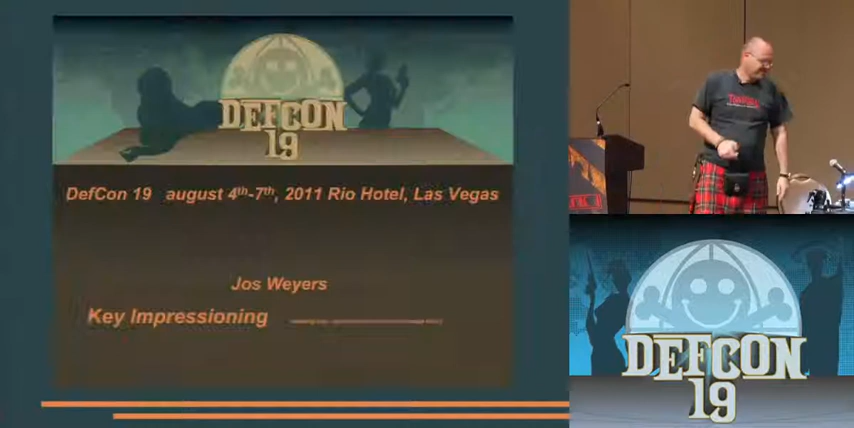 DEFCON
19
DefCon 19 august 4th-7th, 2011 Rio Hotel, Las Vegas
Jos Weyers
Key Impressioning
DEFCON
19